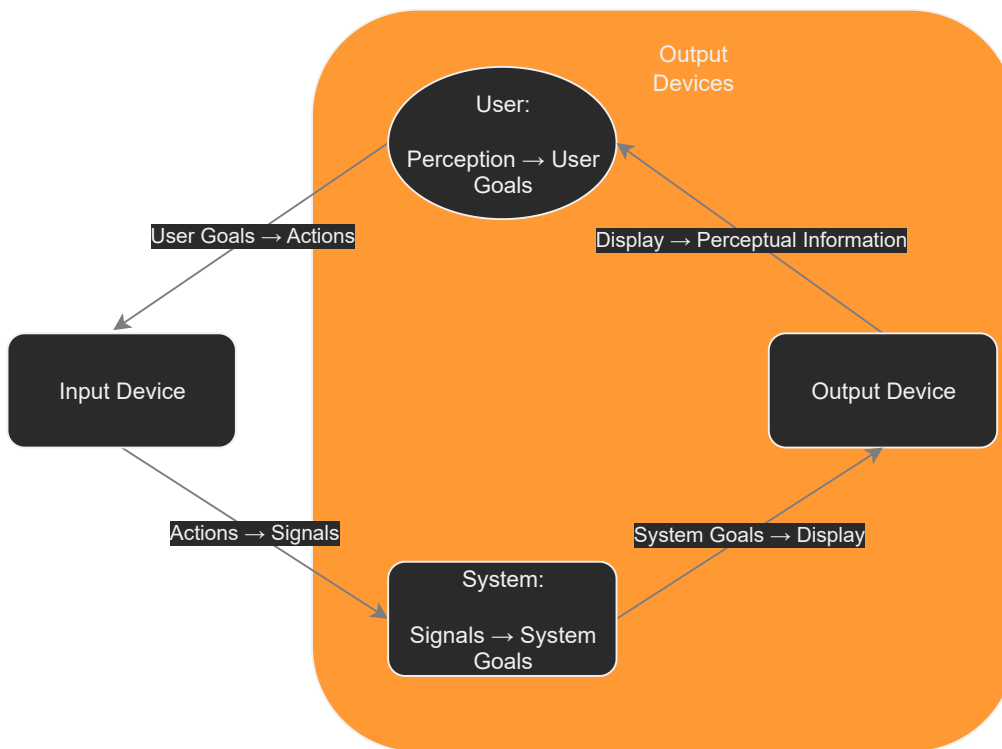 Output
Devices
User:
Perception → User
Goals
User Goals → Actions
Display → Perceptual Information
Input Device
Output Device
Actions → Signals
System Goals → Display
System:
Signals → System
Goals